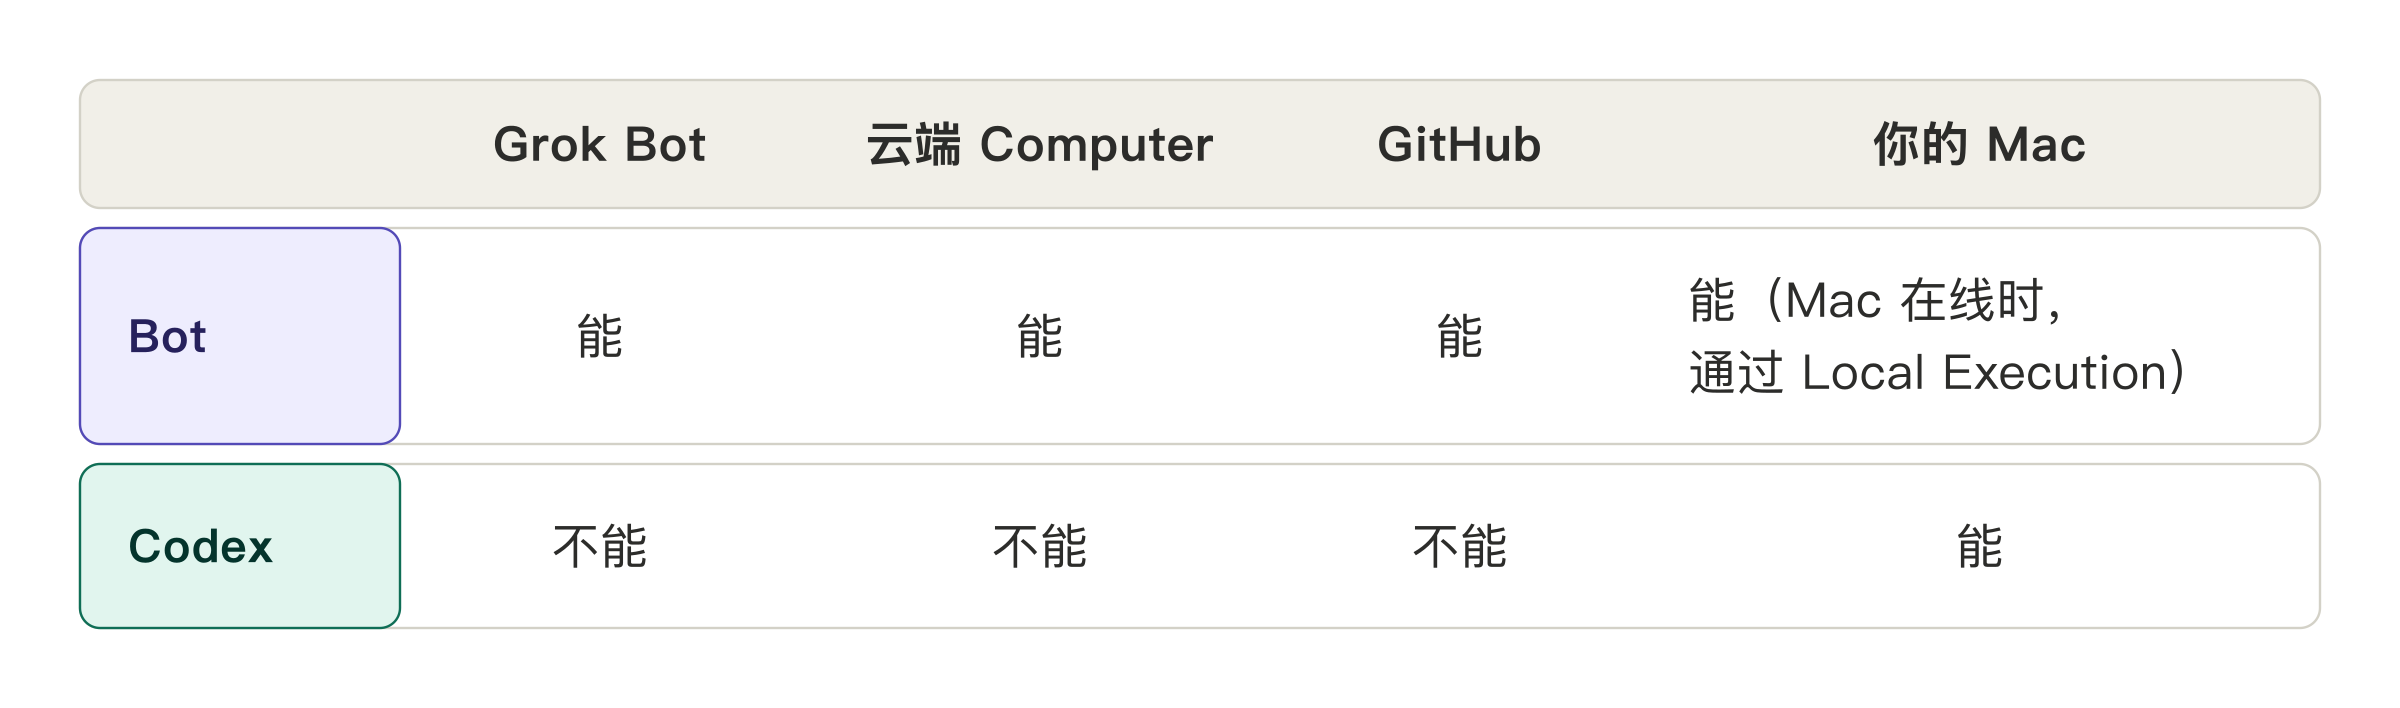 Grok Bot 云端 Computer GitHub 你的 Mac
Bot 能 能 能 能（Mac 在线时，
通过 Local Execution）
Codex 不能 不能 不能 能